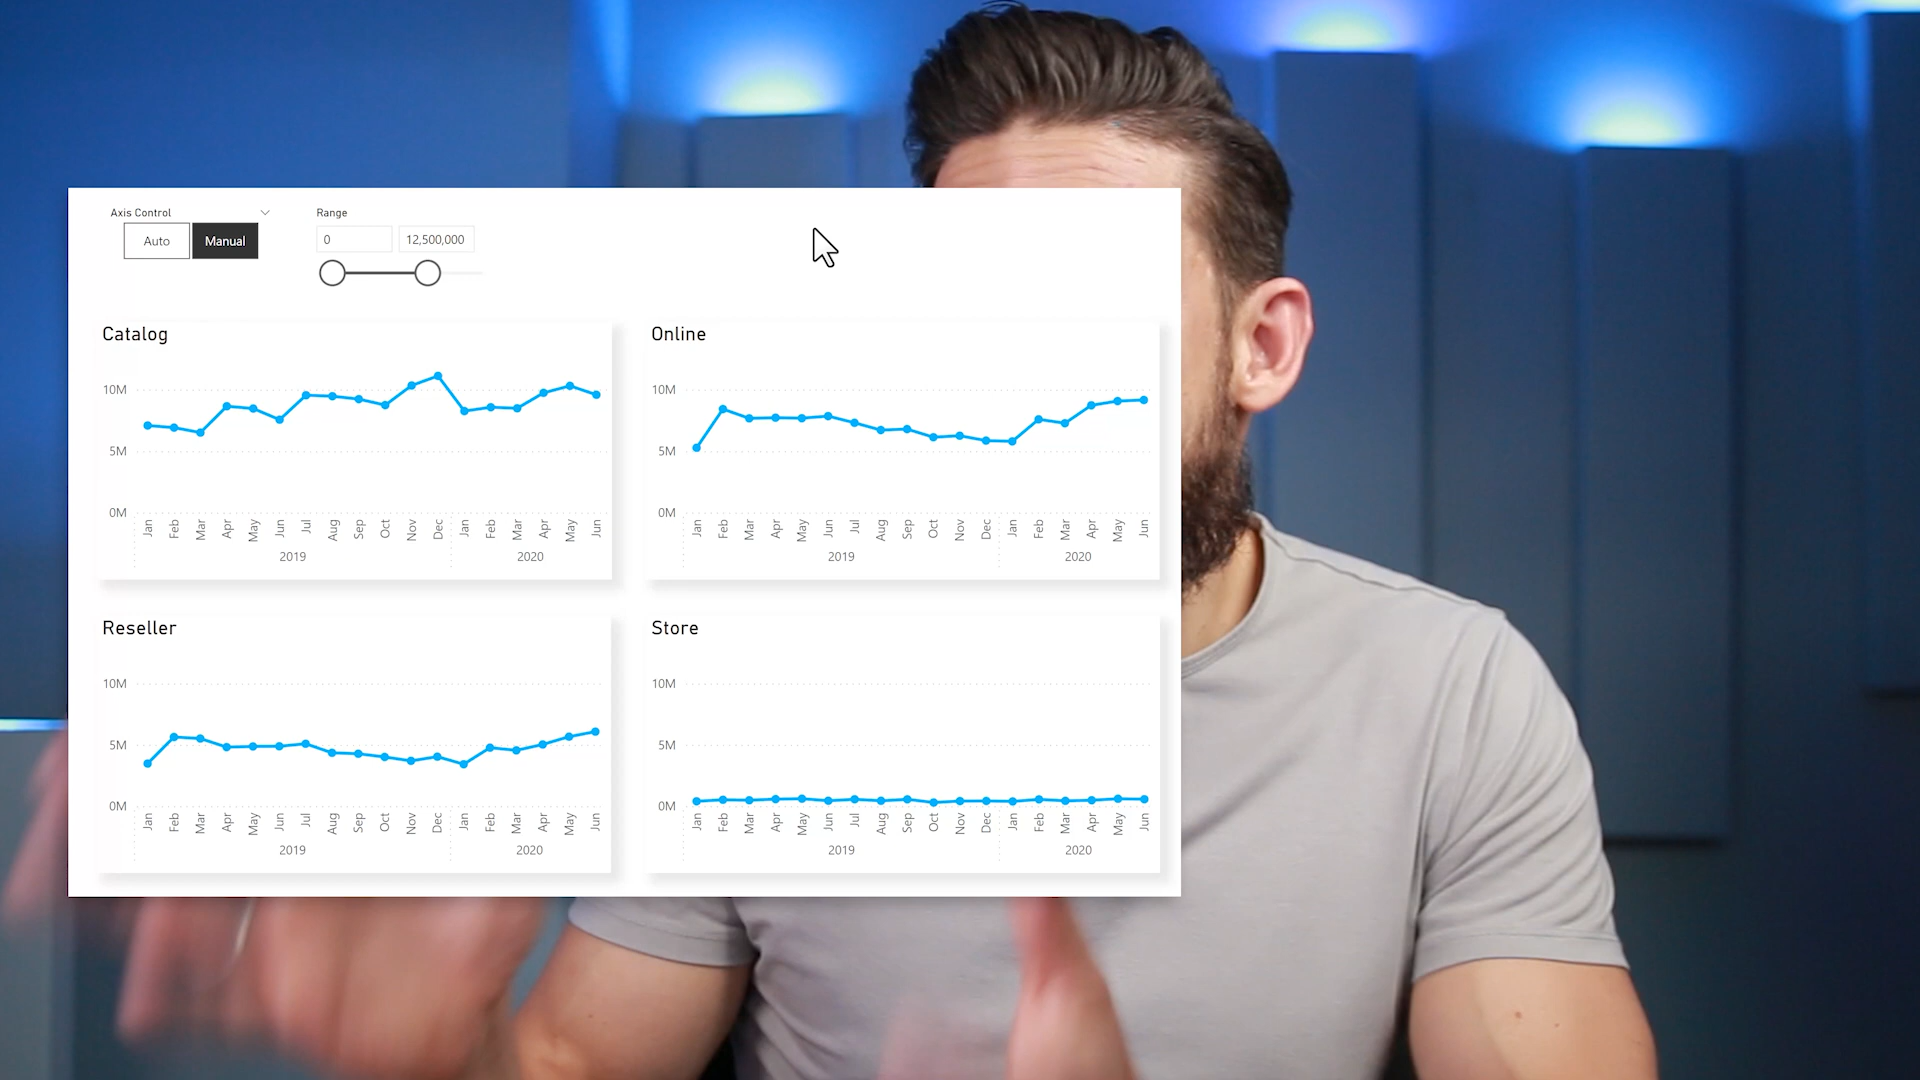 Axis Control
Auto
Manual
Range
0
12,500,000
Catalog
10M
5M
0M
Jan Feb Mar Apr May Jun Jul Aug Sep Oct Nov Dec Jan Feb Mar Apr May Jun
2019 2020
Online
10M
5M
0M
Jan Feb Mar Apr May Jun Jul Aug Sep Oct Nov Dec Jan Feb Mar Apr May Jun
2019 2020
Reseller
10M
5M
0M
Jan Feb Mar Apr May Jun Jul Aug Sep Oct Nov Dec Jan Feb Mar Apr May Jun
2019 2020
Store
10M
5M
0M
Jan Feb Mar Apr May Jun Jul Aug Sep Oct Nov Dec Jan Feb Mar Apr May Jun
2019 2020